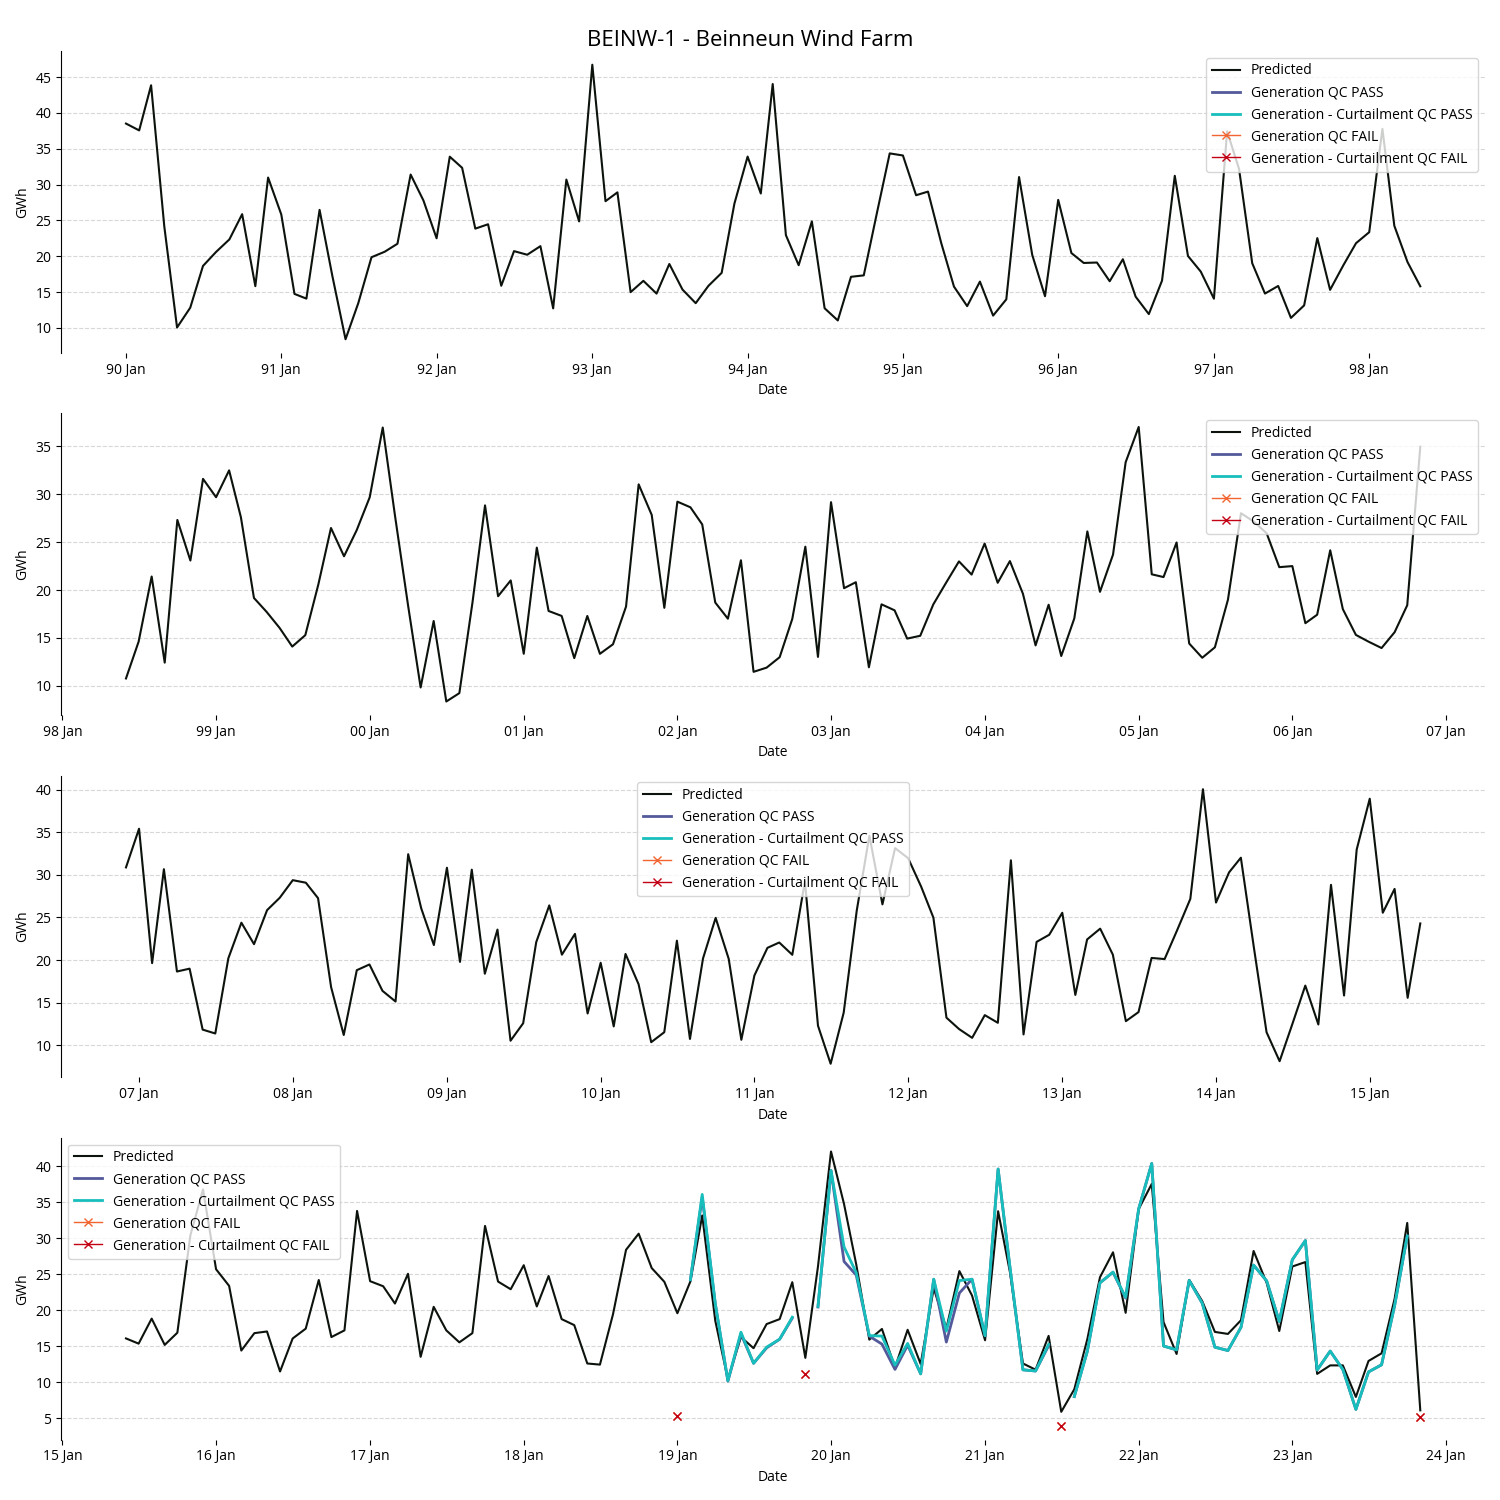 BEINW-1 - Beinneun Wind Farm
45
40
35
30
25
20
15
10
GWh
Predicted
Generation QC PASS
Generation - Curtailment QC PASS
Generation QC FAIL
Generation - Curtailment QC FAIL
90 Jan 91 Jan 92 Jan 93 Jan 94 Jan 95 Jan 96 Jan 97 Jan 98 Jan
Date
35
30
25
20
15
10
GWh
Predicted
Generation QC PASS
Generation - Curtailment QC PASS
Generation QC FAIL
Generation - Curtailment QC FAIL
98 Jan 99 Jan 00 Jan 01 Jan 02 Jan 03 Jan 04 Jan 05 Jan 06 Jan 07 Jan
Date
40
35
30
25
20
15
10
GWh
Predicted
Generation QC PASS
Generation - Curtailment QC PASS
Generation QC FAIL
Generation - Curtailment QC FAIL
07 Jan 08 Jan 09 Jan 10 Jan 11 Jan 12 Jan 13 Jan 14 Jan 15 Jan
Date
40
35
30
25
20
15
10
5
GWh
Predicted
Generation QC PASS
Generation - Curtailment QC PASS
Generation QC FAIL
Generation - Curtailment QC FAIL
15 Jan 16 Jan 17 Jan 18 Jan 19 Jan 20 Jan 21 Jan 22 Jan 23 Jan 24 Jan
Date